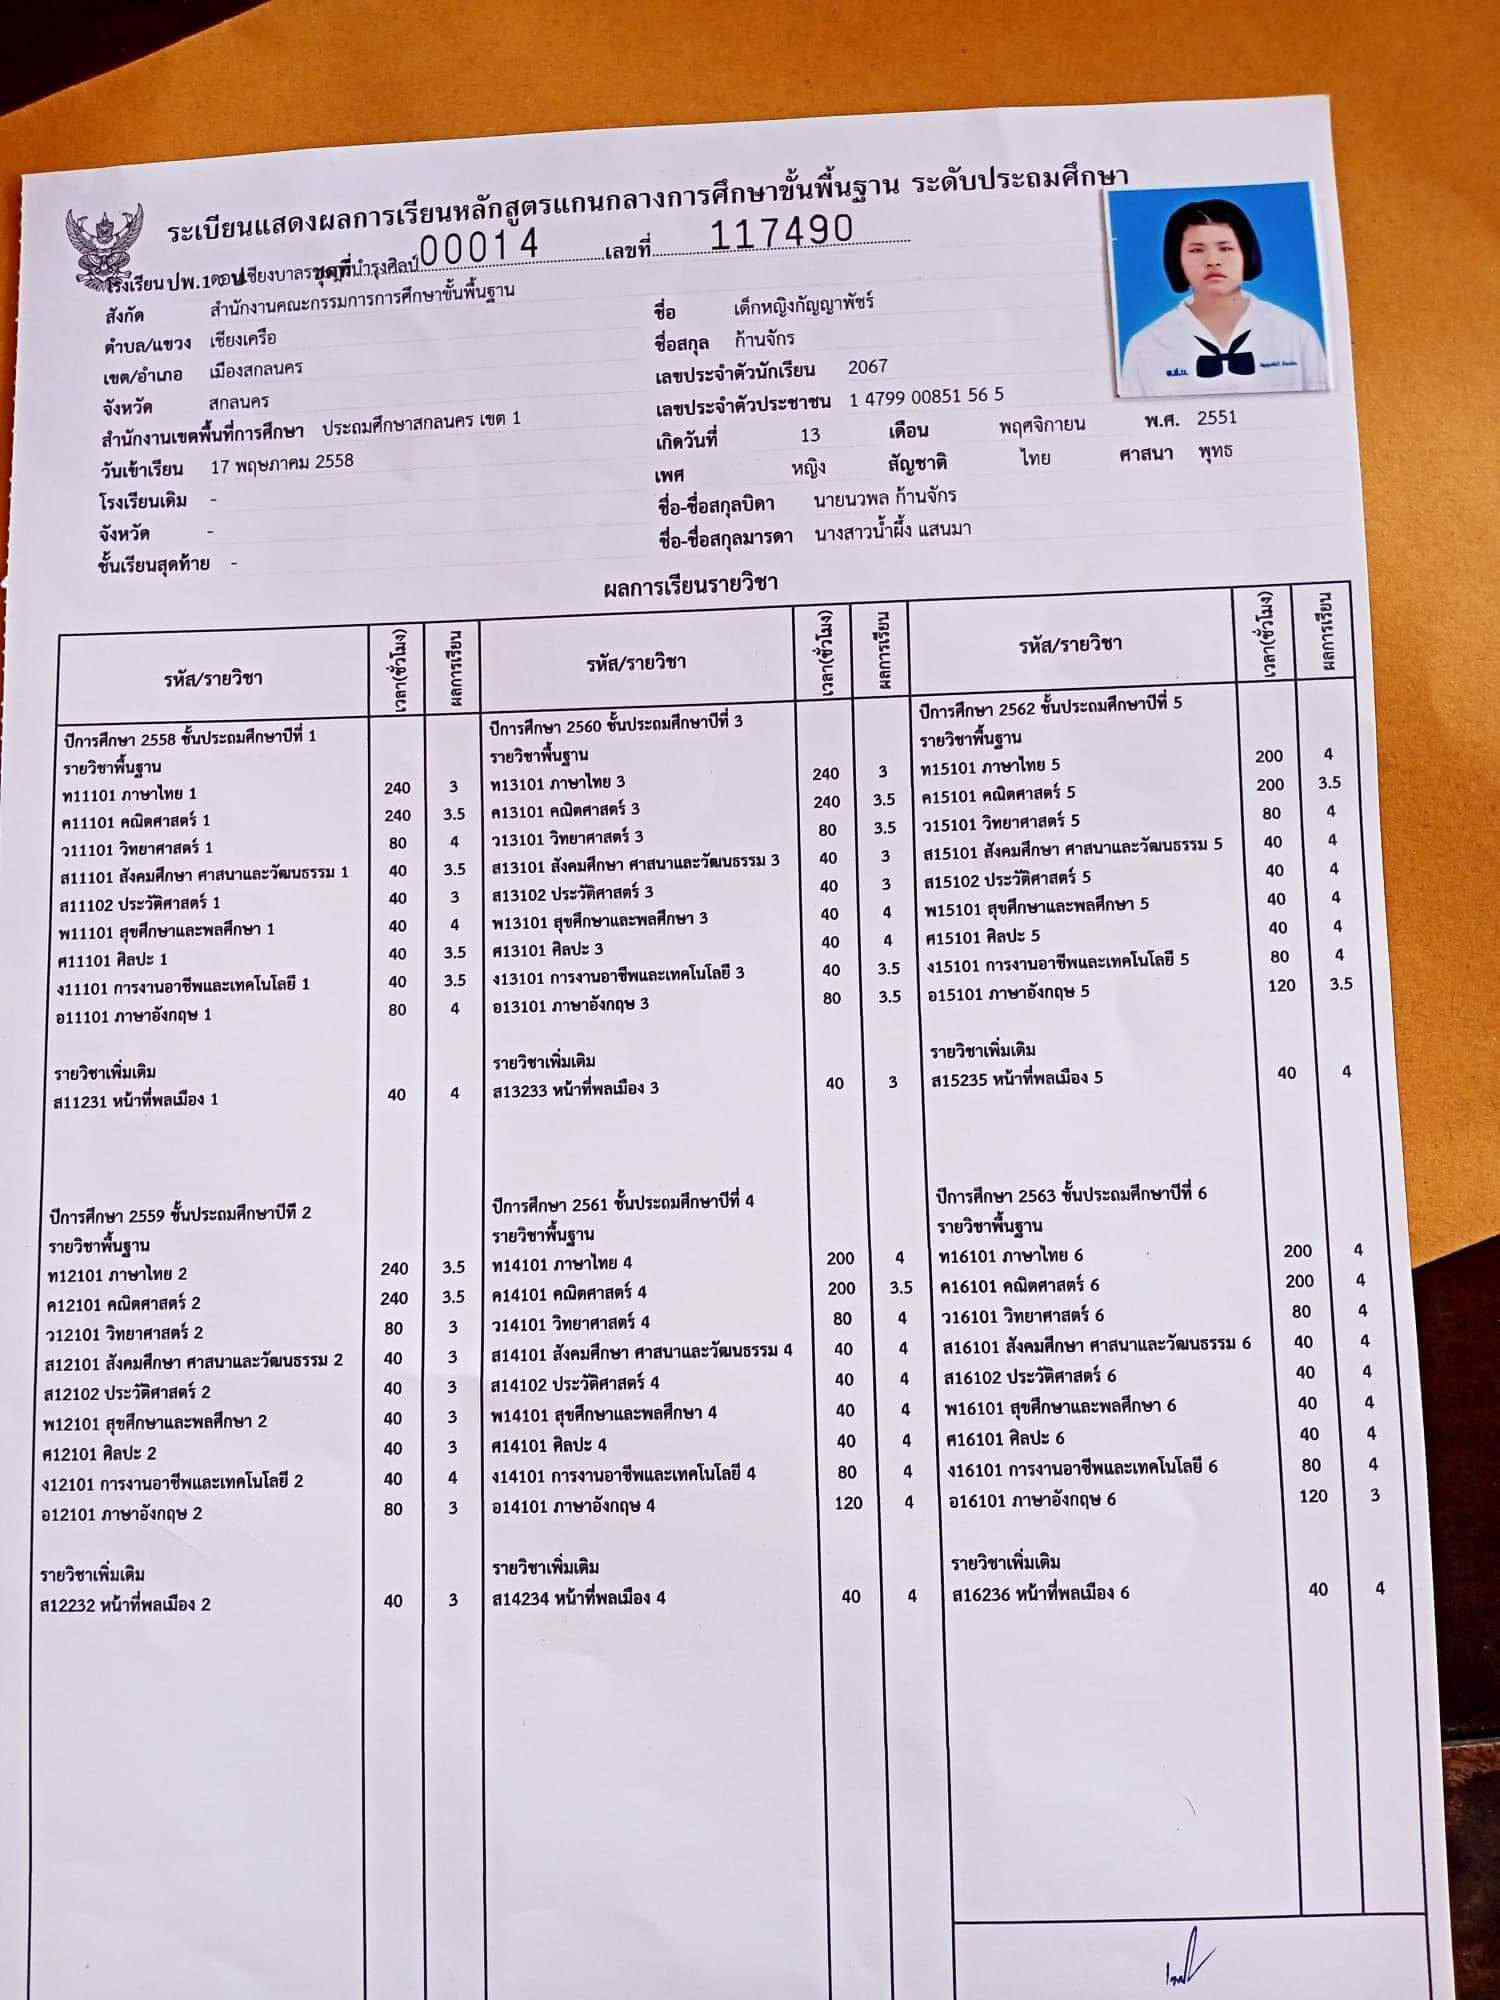 ระเบียนแสดงผลการเรียนหลักสูตรแกนกลางการศึกษาขั้นพื้นฐาน ระดับประถมศึกษา
ปพ.1 : ป ชุดที่ 00014 เลขที่ 117490
โรงเรียน
สังกัด สำนักงานคณะกรรมการการศึกษาขั้นพื้นฐาน
ตำบล/แขวง เชียงเครือ
เขต/อำเภอ เมืองสกลนคร
จังหวัด สกลนคร
สำนักงานเขตพื้นที่การศึกษา ประถมศึกษาสกลนคร เขต 1
วันเข้าเรียน 17 พฤษภาคม 2558
โรงเรียนเดิม -
จังหวัด -
ชั้นเรียนสุดท้าย -
ชื่อ เด็กหญิงกัญญาพัชร์
ชื่อสกุล ก้านจักร
เลขประจำตัวนักเรียน 2067
เลขประจำตัวประชาชน 1 4799 00851 56 5
เกิดวันที่ 13 เดือน พฤศจิกายน พ.ศ. 2551
เพศ หญิง สัญชาติ ไทย ศาสนา พุทธ
ชื่อ-ชื่อสกุลบิดา นายนวพล ก้านจักร
ชื่อ-ชื่อสกุลมารดา นางสาวน้ำผึ้ง แสนมา
ผลการเรียนรายวิชา
รหัส/รายวิชา เวลา(ชั่วโมง) ผลการเรียน รหัส/รายวิชา เวลา(ชั่วโมง) ผลการเรียน รหัส/รายวิชา เวลา(ชั่วโมง) ผลการเรียน
ปีการศึกษา 2558 ชั้นประถมศึกษาปีที่ 1
รายวิชาพื้นฐาน
ท11101 ภาษาไทย 1 240 3
ค11101 คณิตศาสตร์ 1 240 3.5
ว11101 วิทยาศาสตร์ 1 80 4
ส11101 สังคมศึกษา ศาสนาและวัฒนธรรม 1 40 3.5
ส11102 ประวัติศาสตร์ 1 40 3
พ11101 สุขศึกษาและพลศึกษา 1 40 4
ศ11101 ศิลปะ 1 40 3.5
ง11101 การงานอาชีพและเทคโนโลยี 1 40 3.5
อ11101 ภาษาอังกฤษ 1 80 4
รายวิชาเพิ่มเติม
ส11231 หน้าที่พลเมือง 1 40 4
ปีการศึกษา 2559 ชั้นประถมศึกษาปีที่ 2
รายวิชาพื้นฐาน
ท12101 ภาษาไทย 2 240 3.5
ค12101 คณิตศาสตร์ 2 240 3.5
ว12101 วิทยาศาสตร์ 2 80 3
ส12101 สังคมศึกษา ศาสนาและวัฒนธรรม 2 40 3
ส12102 ประวัติศาสตร์ 2 40 3
พ12101 สุขศึกษาและพลศึกษา 2 40 3
ศ12101 ศิลปะ 2 40 3
ง12101 การงานอาชีพและเทคโนโลยี 2 40 4
อ12101 ภาษาอังกฤษ 2 80 3
รายวิชาเพิ่มเติม
ส12232 หน้าที่พลเมือง 2 40 3
ปีการศึกษา 2560 ชั้นประถมศึกษาปีที่ 3
รายวิชาพื้นฐาน
ท13101 ภาษาไทย 3 240 3
ค13101 คณิตศาสตร์ 3 240 3.5
ว13101 วิทยาศาสตร์ 3 80 3.5
ส13101 สังคมศึกษา ศาสนาและวัฒนธรรม 3 40 3
ส13102 ประวัติศาสตร์ 3 40 3
พ13101 สุขศึกษาและพลศึกษา 3 40 4
ศ13101 ศิลปะ 3 40 4
ง13101 การงานอาชีพและเทคโนโลยี 3 40 3.5
อ13101 ภาษาอังกฤษ 3 80 3.5
รายวิชาเพิ่มเติม
ส13233 หน้าที่พลเมือง 3 40 3
ปีการศึกษา 2561 ชั้นประถมศึกษาปีที่ 4
รายวิชาพื้นฐาน
ท14101 ภาษาไทย 4 200 4
ค14101 คณิตศาสตร์ 4 200 3.5
ว14101 วิทยาศาสตร์ 4 80 4
ส14101 สังคมศึกษา ศาสนาและวัฒนธรรม 4 40 4
ส14102 ประวัติศาสตร์ 4 40 4
พ14101 สุขศึกษาและพลศึกษา 4 40 4
ศ14101 ศิลปะ 4 40 4
ง14101 การงานอาชีพและเทคโนโลยี 4 80 4
อ14101 ภาษาอังกฤษ 4 120 4
รายวิชาเพิ่มเติม
ส14234 หน้าที่พลเมือง 4 40 4
ปีการศึกษา 2562 ชั้นประถมศึกษาปีที่ 5
รายวิชาพื้นฐาน
ท15101 ภาษาไทย 5 200 4
ค15101 คณิตศาสตร์ 5 200 3.5
ว15101 วิทยาศาสตร์ 5 80 4
ส15101 สังคมศึกษา ศาสนาและวัฒนธรรม 5 40 4
ส15102 ประวัติศาสตร์ 5 40 4
พ15101 สุขศึกษาและพลศึกษา 5 40 4
ศ15101 ศิลปะ 5 40 4
ง15101 การงานอาชีพและเทคโนโลยี 5 80 4
อ15101 ภาษาอังกฤษ 5 120 3.5
รายวิชาเพิ่มเติม
ส15235 หน้าที่พลเมือง 5 40 4
ปีการศึกษา 2563 ชั้นประถมศึกษาปีที่ 6
รายวิชาพื้นฐาน
ท16101 ภาษาไทย 6 200 4
ค16101 คณิตศาสตร์ 6 200 4
ว16101 วิทยาศาสตร์ 6 80 4
ส16101 สังคมศึกษา ศาสนาและวัฒนธรรม 6 40 4
ส16102 ประวัติศาสตร์ 6 40 4
พ16101 สุขศึกษาและพลศึกษา 6 40 4
ศ16101 ศิลปะ 6 40 4
ง16101 การงานอาชีพและเทคโนโลยี 6 80 4
อ16101 ภาษาอังกฤษ 6 120 3
รายวิชาเพิ่มเติม
ส16236 หน้าที่พลเมือง 6 40 4